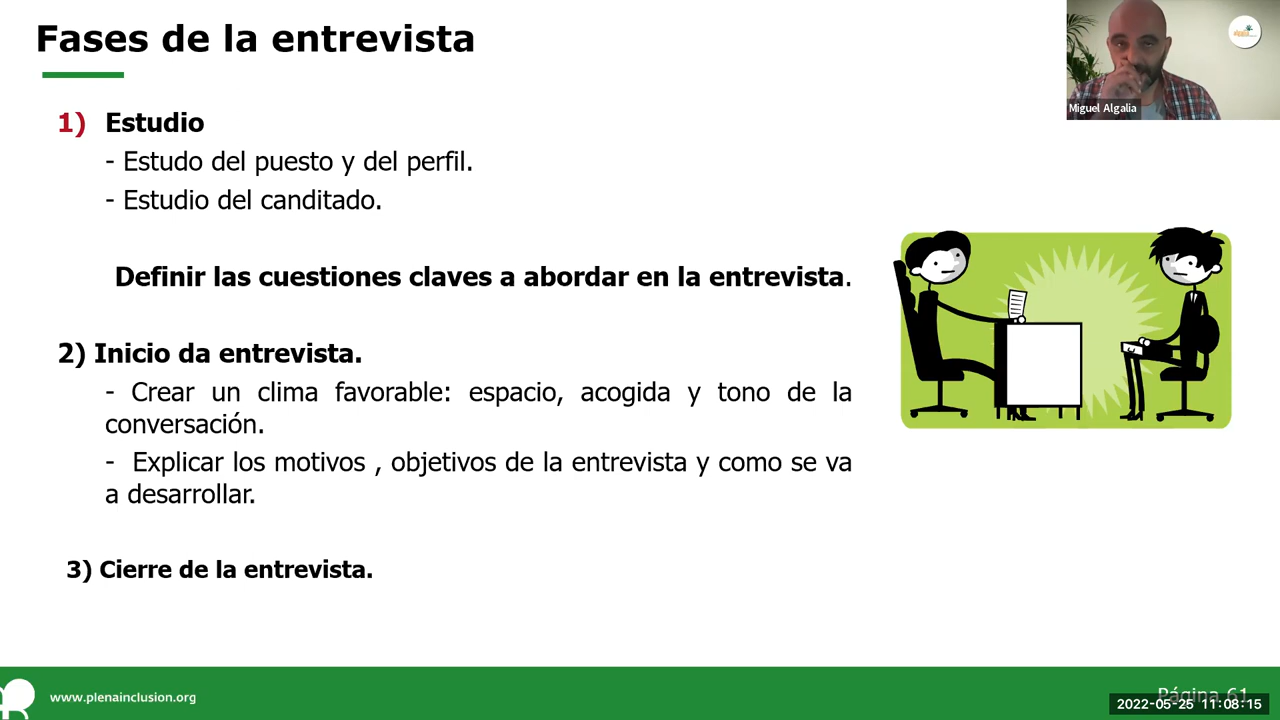 Fases de la entrevista
Miguel Algalia
1) Estudio
- Estudo del puesto y del perfil.
- Estudio del canditado.
Definir las cuestiones claves a abordar en la entrevista.
2) Inicio da entrevista.
- Crear un clima favorable: espacio, acogida y tono de la
conversación.
- Explicar los motivos , objetivos de la entrevista y como se va
a desarrollar.
3) Cierre de la entrevista.
www.plenainclusion.org
Página 61
2022-05-25 11:08:15